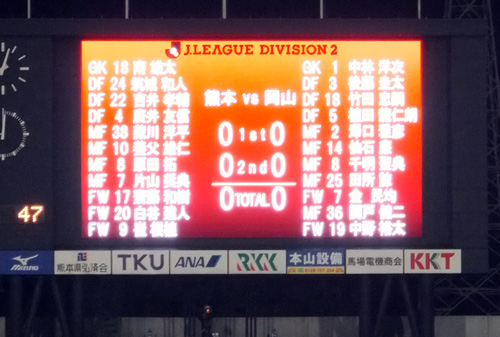 J.LEAGUE DIVISION 2
熊本 vs 岡山
GK 18 南 雄太
DF 24 筑城 和人
DF 22 吉井 孝輔
DF 4 廣井 友信
MF 38 藤川 洋平
MF 10 養父 雄仁
MF 8 原田 拓
MF 7 片山 奨典
FW 17 齊藤 和樹
FW 20 白谷 建人
FW 9 崔 根植
0 1st 0
0 2nd 0
0 TOTAL 0
GK 1 中林 洋次
DF 3 後藤 圭太
DF 18 竹田 忠嗣
DF 5 植田 龍仁朗
MF 2 澤口 雅彦
MF 14 仙石 廉
MF 8 千明 聖典
MF 25 田所 諒
FW 7 金 民均
MF 36 関戸 健二
FW 19 中野 裕太
47
MIZUNO
熊本県弘済会
TKU
ANA
RKK
本山設備
馬場電機商会
KKT